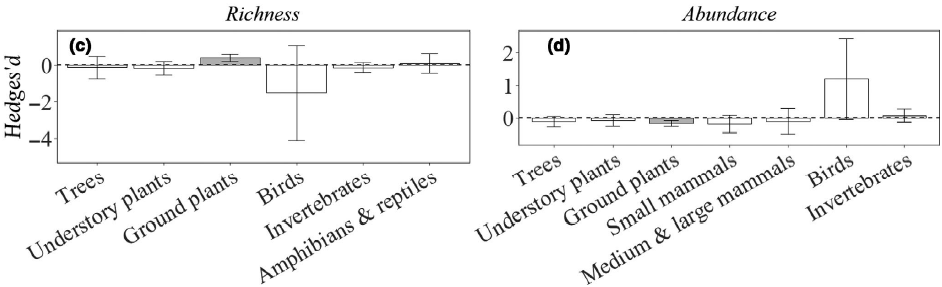 Richness
Abundance
(c)
(d)
Hedges'd
0
−2
−4
2
1
0
Trees
Understory plants
Ground plants
Birds
Invertebrates
Amphibians & reptiles
Trees
Understory plants
Ground plants
Small mammals
Medium & large mammals
Birds
Invertebrates